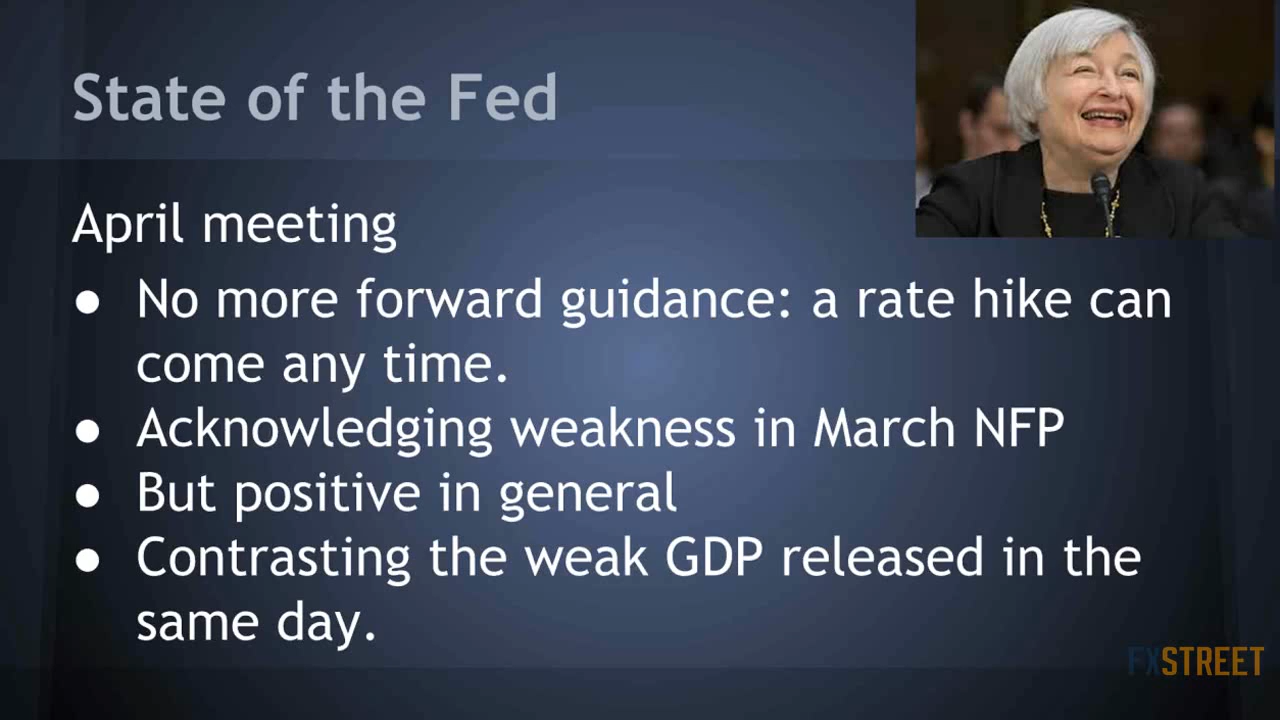 State of the Fed
April meeting
● No more forward guidance: a rate hike can
come any time.
● Acknowledging weakness in March NFP
● But positive in general
● Contrasting the weak GDP released in the
same day.
FXSTREET